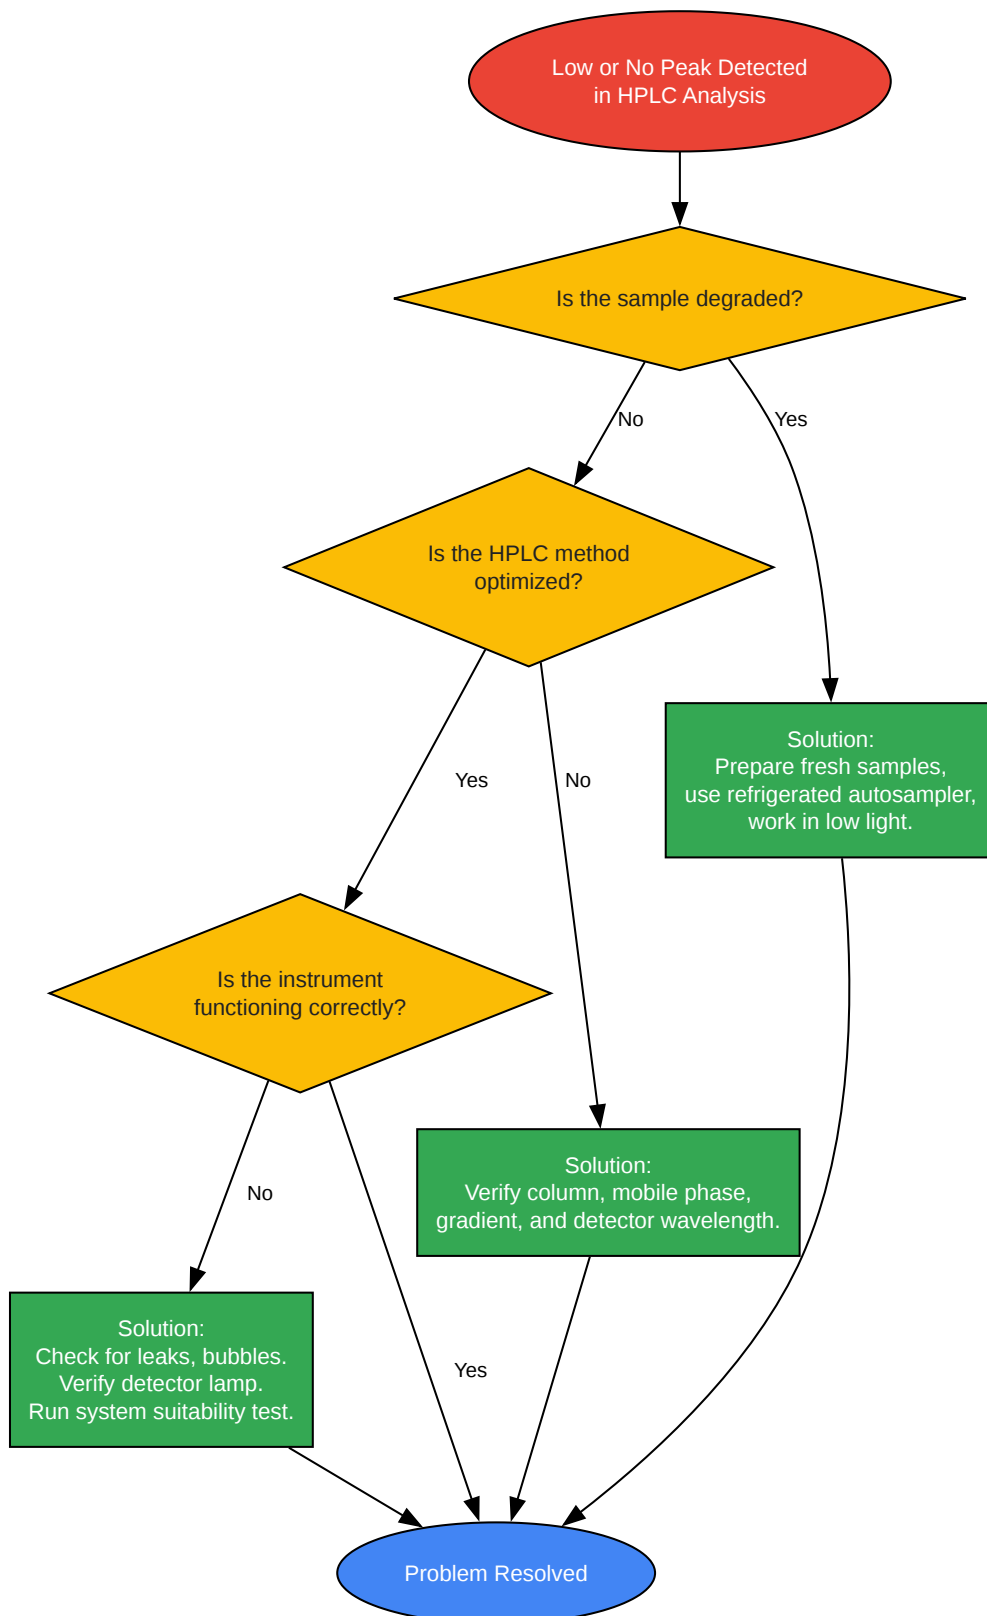 Low or No Peak Detected
in HPLC Analysis
Is the sample degraded?
No
Yes
Is the HPLC method
optimized?
Yes
No
Solution:
Prepare fresh samples,
use refrigerated autosampler,
work in low light.
Is the instrument
functioning correctly?
No
Yes
Solution:
Verify column, mobile phase,
gradient, and detector wavelength.
Solution:
Check for leaks, bubbles.
Verify detector lamp.
Run system suitability test.
Problem Resolved